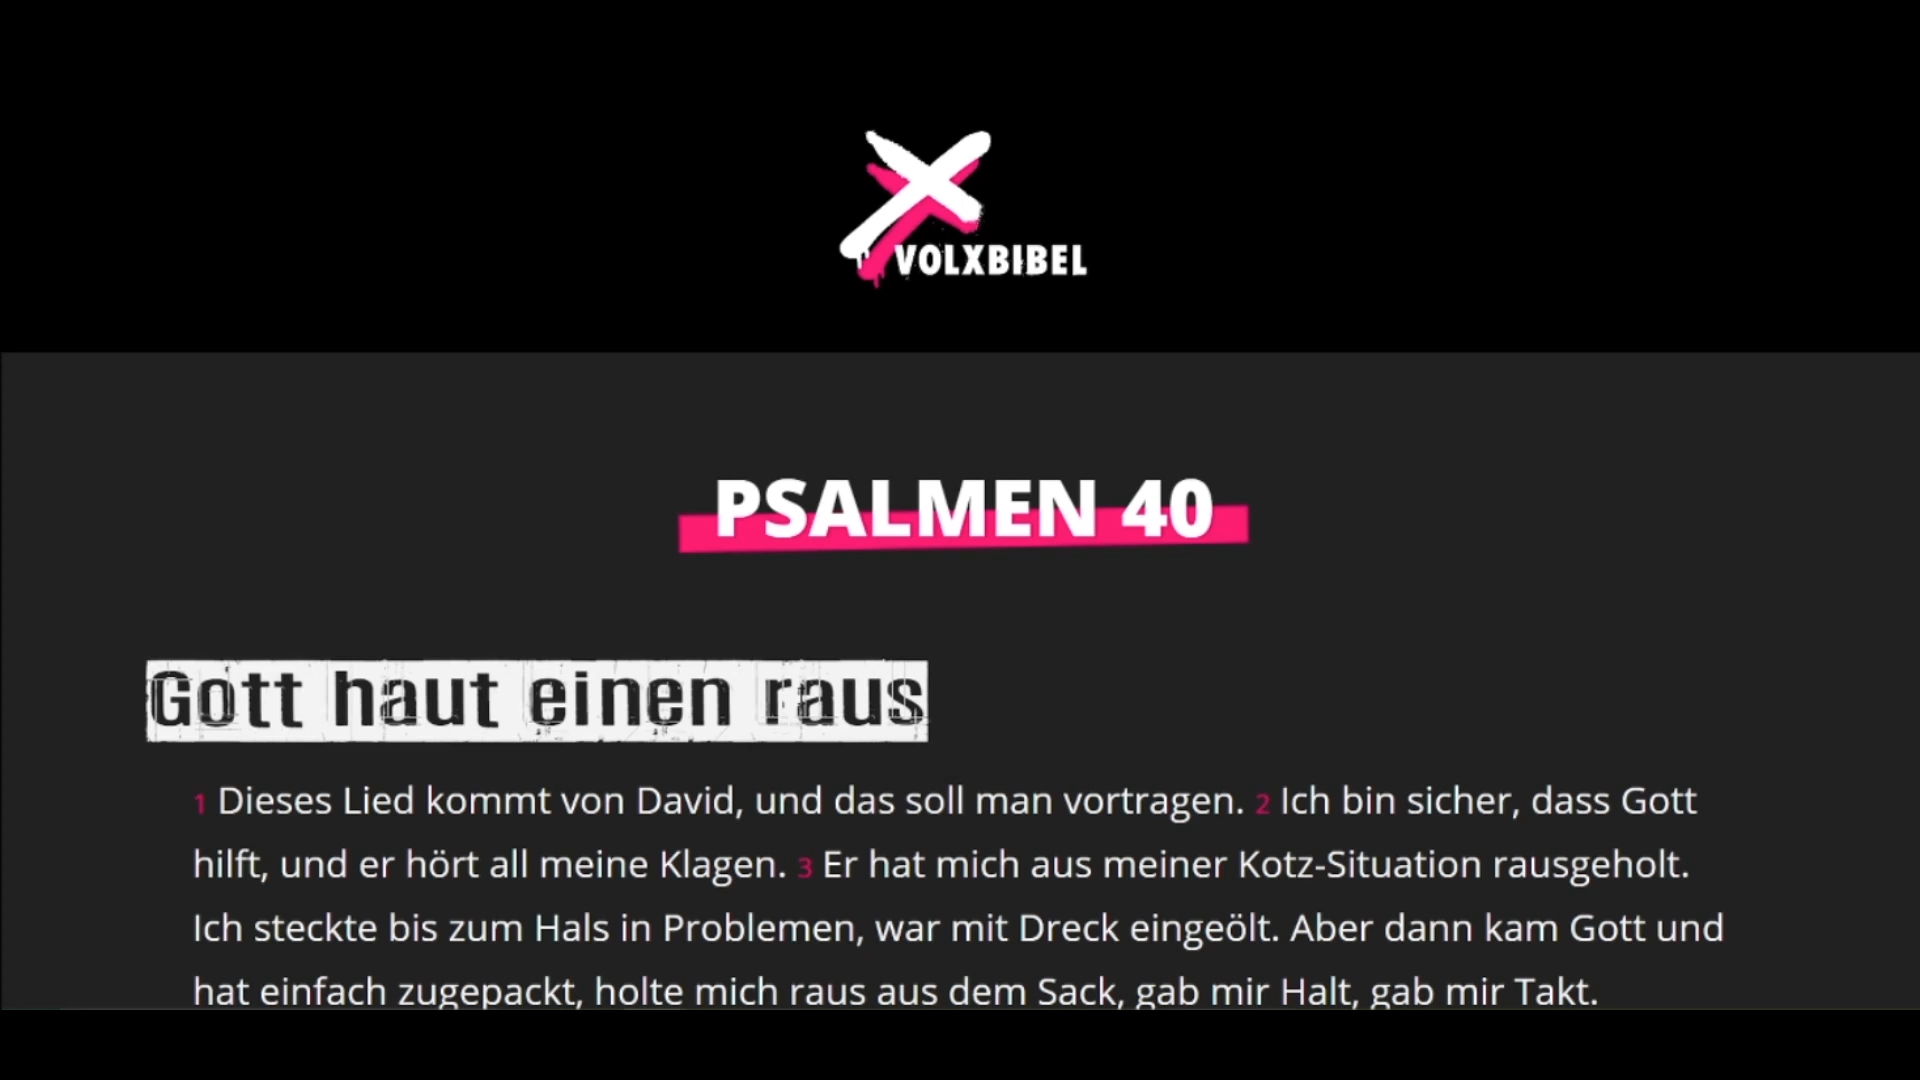 VOLXBIBEL
PSALMEN 40
Gott haut einen raus
1 Dieses Lied kommt von David, und das soll man vortragen. 2 Ich bin sicher, dass Gott
hilft, und er hört all meine Klagen. 3 Er hat mich aus meiner Kotz-Situation rausgeholt.
Ich steckte bis zum Hals in Problemen, war mit Dreck eingeölt. Aber dann kam Gott und
hat einfach zugepackt, holte mich raus aus dem Sack, gab mir Halt, gab mir Takt.